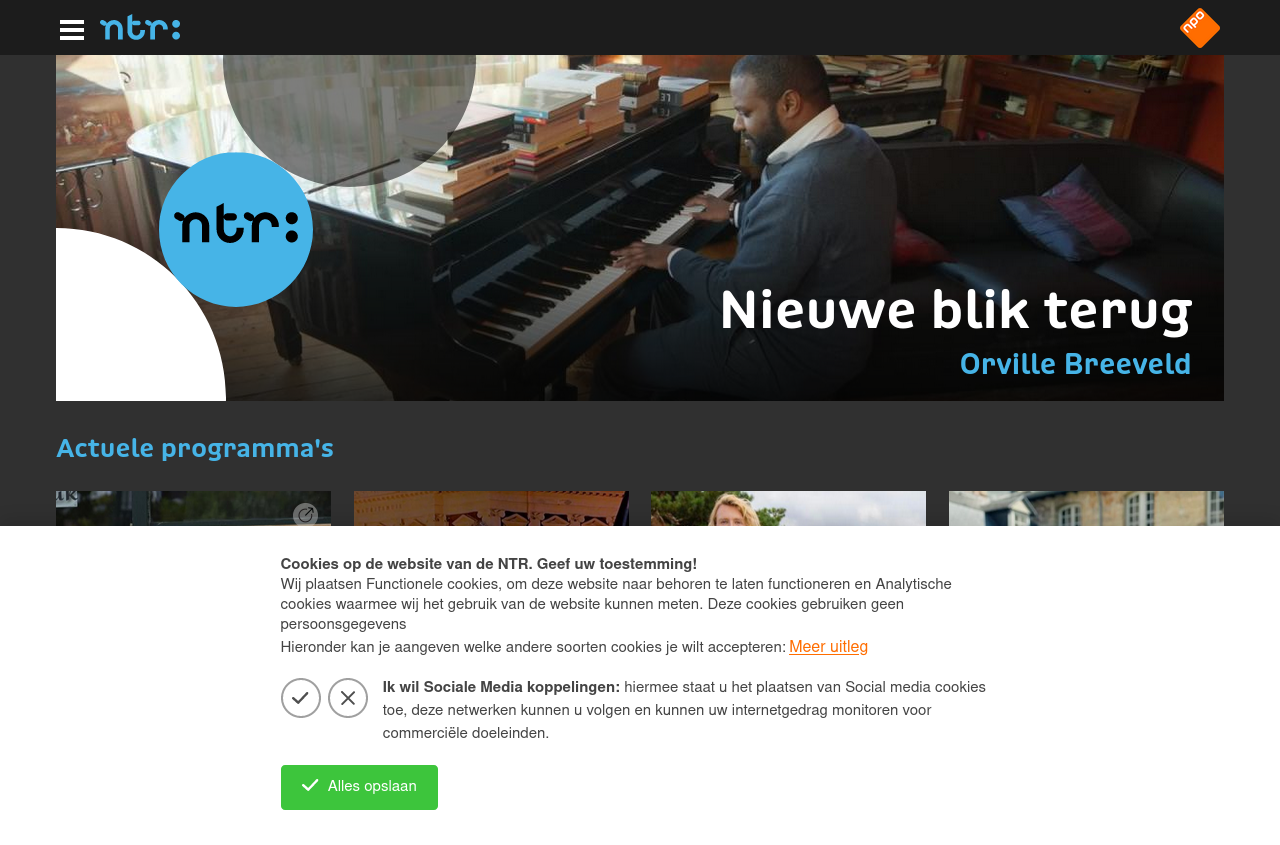 ntr:
npo
ntr:
Nieuwe blik terug
Orville Breeveld
Actuele programma's
Cookies op de website van de NTR. Geef uw toestemming!
Wij plaatsen Functionele cookies, om deze website naar behoren te laten functioneren en Analytische
cookies waarmee wij het gebruik van de website kunnen meten. Deze cookies gebruiken geen
persoonsgegevens
Hieronder kan je aangeven welke andere soorten cookies je wilt accepteren: Meer uitleg
Ik wil Sociale Media koppelingen: hiermee staat u het plaatsen van Social media cookies
toe, deze netwerken kunnen u volgen en kunnen uw internetgedrag monitoren voor
commerciële doeleinden.
Alles opslaan